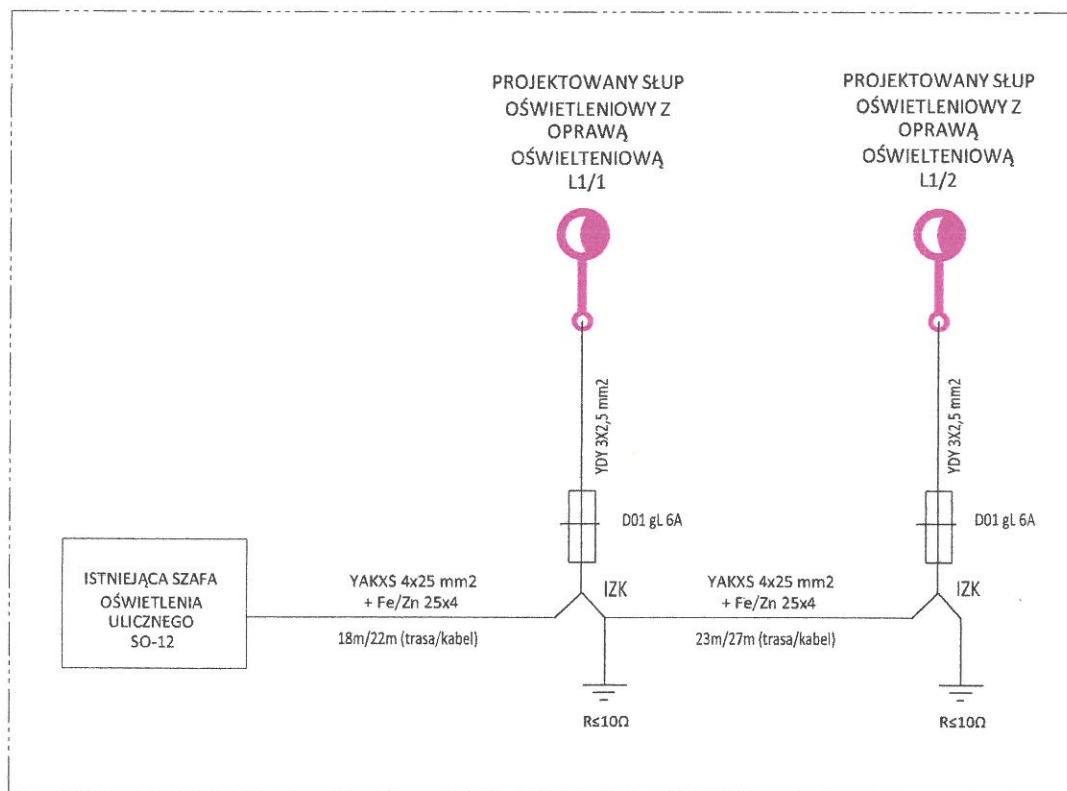 PROJEKTOWANY SŁUP
OŚWIETLENIOWY Z
OPRAWĄ
OŚWIELTENIOWĄ
L1/1
PROJEKTOWANY SŁUP
OŚWIETLENIOWY Z
OPRAWĄ
OŚWIELTENIOWĄ
L1/2
YDY 3X2,5 mm2
YDY 3X2,5 mm2
D01 gL 6A
D01 gL 6A
ISTNIEJĄCA SZAFA
OŚWIETLENIA
ULICZNEGO
SO-12
YAKXS 4x25 mm2
+ Fe/Zn 25x4
18m/22m (trasa/kabel)
IZK
YAKXS 4x25 mm2
+ Fe/Zn 25x4
23m/27m (trasa/kabel)
IZK
R≤10Ω
R≤10Ω